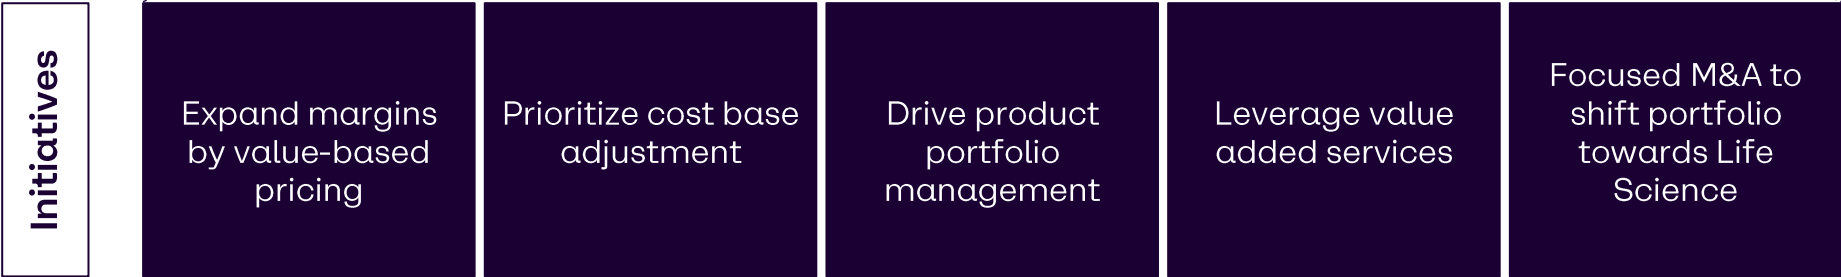 Initiatives
Expand margins
by value-based
pricing
Prioritize cost base
adjustment
Drive product
portfolio
management
Leverage value
added services
Focused M&A to
shift portfolio
towards Life
Science